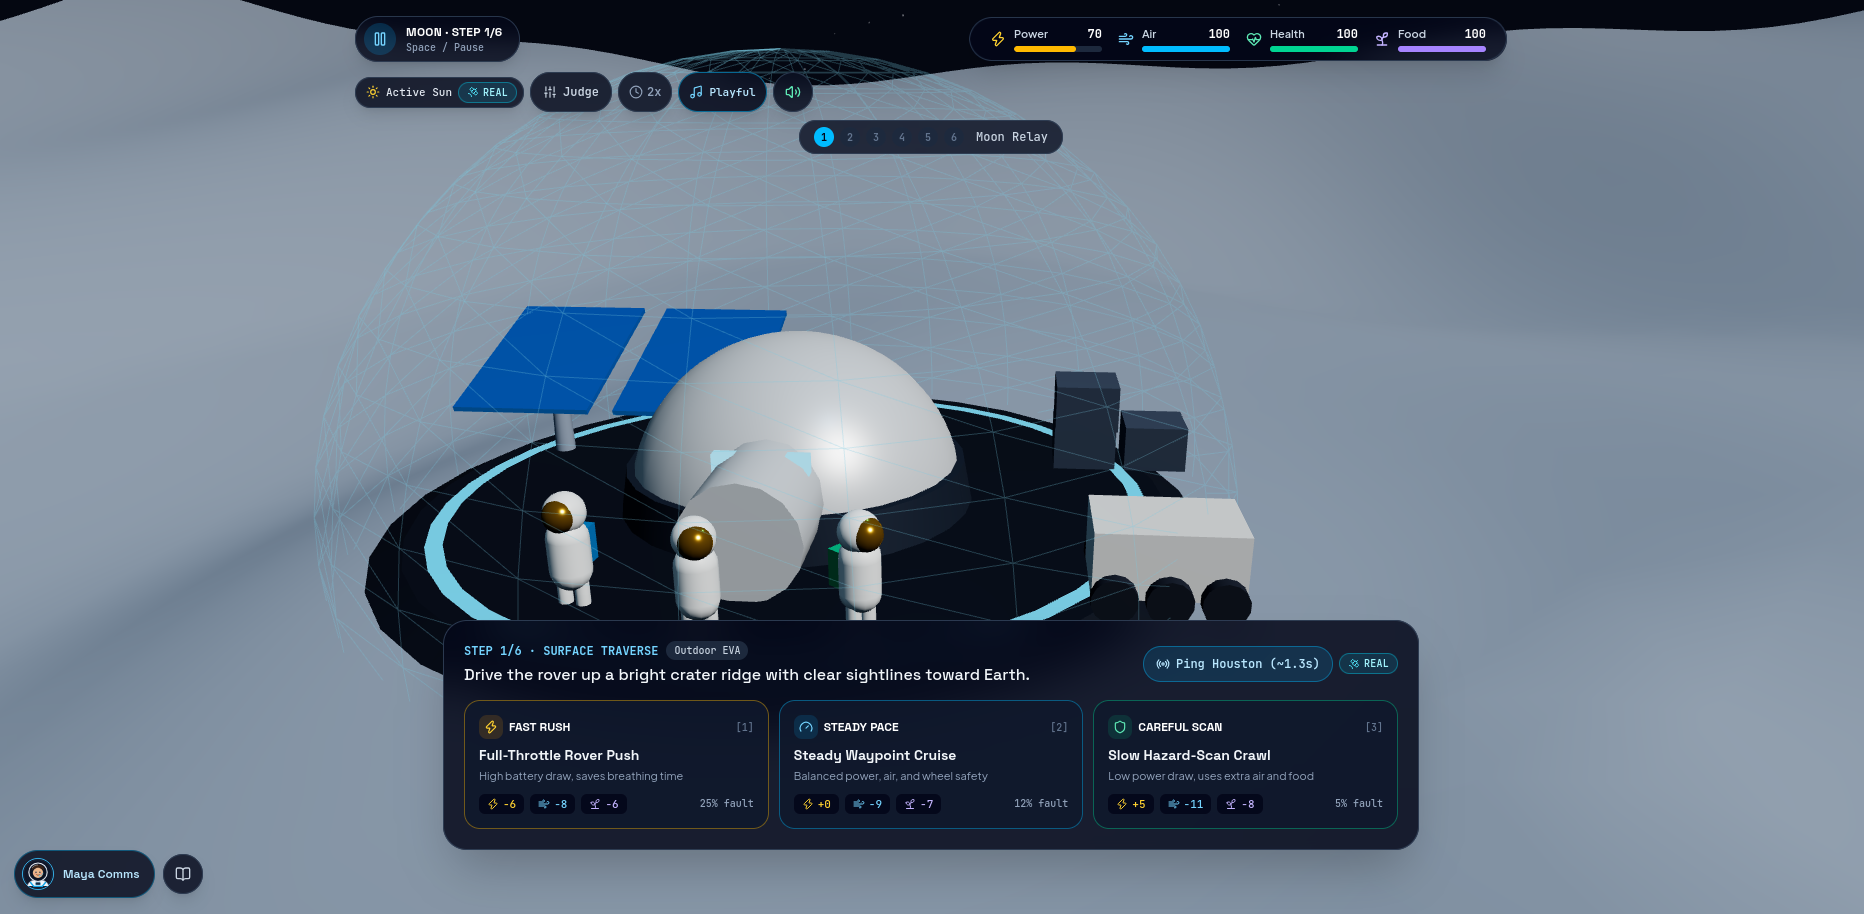 MOON · STEP 1/6
Space / Pause
Power 70
Air 100
Health 100
Food 100
Active Sun REAL
Judge
2x
Playful
1 2 3 4 5 6 Moon Relay
STEP 1/6 · SURFACE TRAVERSE Outdoor EVA
Drive the rover up a bright crater ridge with clear sightlines toward Earth.
Ping Houston (~1.3s) REAL
FAST RUSH [1]
Full-Throttle Rover Push
High battery draw, saves breathing time
-6 -8 -6 25% fault
STEADY PACE [2]
Steady Waypoint Cruise
Balanced power, air, and wheel safety
+0 -9 -7 12% fault
CAREFUL SCAN [3]
Slow Hazard-Scan Crawl
Low power draw, uses extra air and food
+5 -11 -8 5% fault
Maya Comms